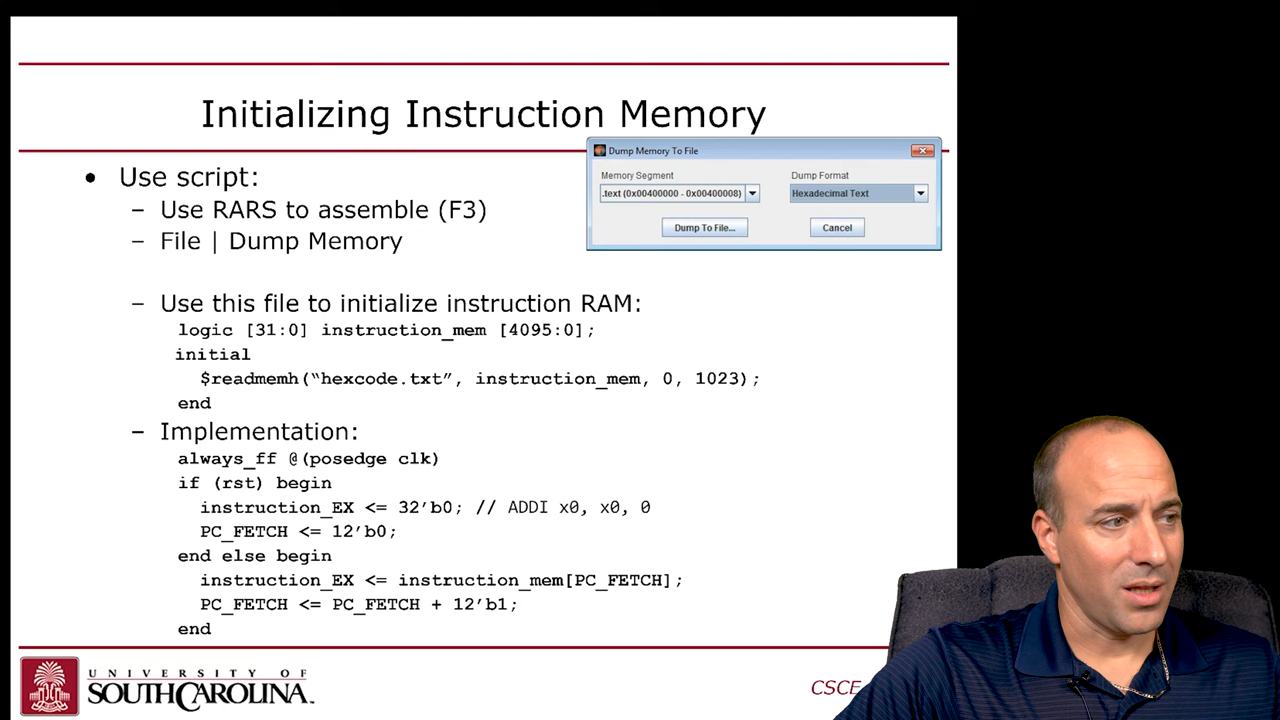 Initializing Instruction Memory
Dump Memory To File
Memory Segment
Dump Format
.text (0x00400000 - 0x00400008)
Hexadecimal Text
Dump To File...
Cancel
• Use script:
– Use RARS to assemble (F3)
– File | Dump Memory
– Use this file to initialize instruction RAM:
logic [31:0] instruction_mem [4095:0];
initial
$readmemh(“hexcode.txt”, instruction_mem, 0, 1023);
end
– Implementation:
always_ff @(posedge clk)
if (rst) begin
instruction_EX <= 32’b0; // ADDI x0, x0, 0
PC_FETCH <= 12’b0;
end else begin
instruction_EX <= instruction_mem[PC_FETCH];
PC_FETCH <= PC_FETCH + 12’b1;
end
UNIVERSITY OF
SOUTH CAROLINA
CSCE